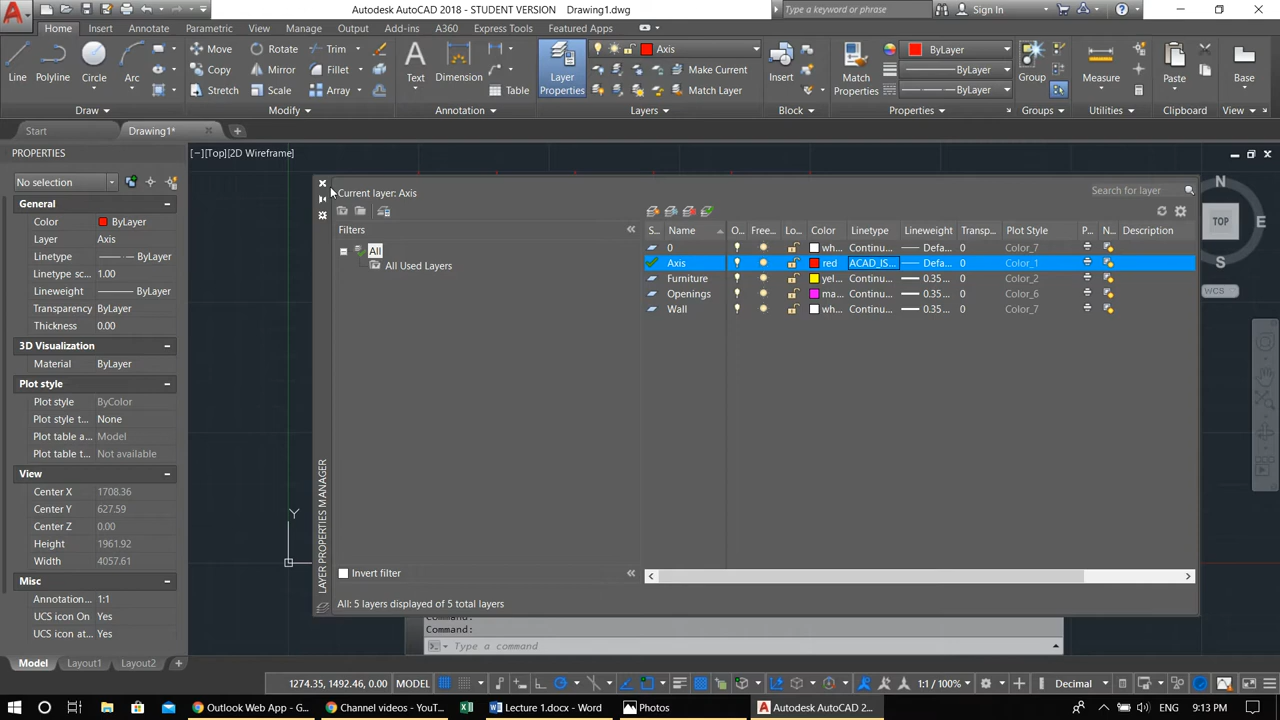 Autodesk AutoCAD 2018 - STUDENT VERSION Drawing1.dwg
Type a keyword or phrase
Sign In
Home Insert Annotate Parametric View Manage Output Add-ins A360 Express Tools Featured Apps
Line Polyline Circle Arc
Move Rotate Trim
Copy Mirror Fillet
Stretch Scale Array
Text Dimension Table
Layer Properties
Axis
Make Current
Match Layer
Insert
Match Properties
ByLayer
ByLayer
ByLayer
Group Measure Paste Base
Draw Modify Annotation Layers Block Properties Groups Utilities Clipboard View
Start Drawing1*
PROPERTIES
[−][Top][2D Wireframe]
No selection
General
Color ByLayer
Layer Axis
Linetype ByLayer
Linetype sc... 1.00
Lineweight ByLayer
Transparency ByLayer
Thickness 0.00
3D Visualization
Material ByLayer
Plot style
Plot style ByColor
Plot style t... None
Plot table a... Model
Plot table t... Not available
View
Center X 1708.36
Center Y 627.59
Center Z 0.00
Height 1961.92
Width 4057.61
Misc
Annotation... 1:1
UCS icon On Yes
UCS icon at... Yes
Current layer: Axis
Search for layer
Filters
All
All Used Layers
S.. Name O.. Free... Lo... Color Linetype Lineweight Transp... Plot Style P... N... Description
0 wh... Continu... Defa... 0 Color_7
Axis red ACAD_IS... Defa... 0 Color_1
Furniture yel... Continu... 0.35... 0 Color_2
Openings ma... Continu... 0.35... 0 Color_6
Wall wh... Continu... 0.35... 0 Color_7
LAYER PROPERTIES MANAGER
Invert filter
All: 5 layers displayed of 5 total layers
N
TOP
E
S
WCS
Y
Command:
Command:
Type a command
Model Layout1 Layout2
1274.35, 1492.46, 0.00 MODEL 1:1 / 100% Decimal
Outlook Web App - G...
Channel videos - YouT...
Lecture 1.docx - Word
Photos
Autodesk AutoCAD 2...
ENG 9:13 PM